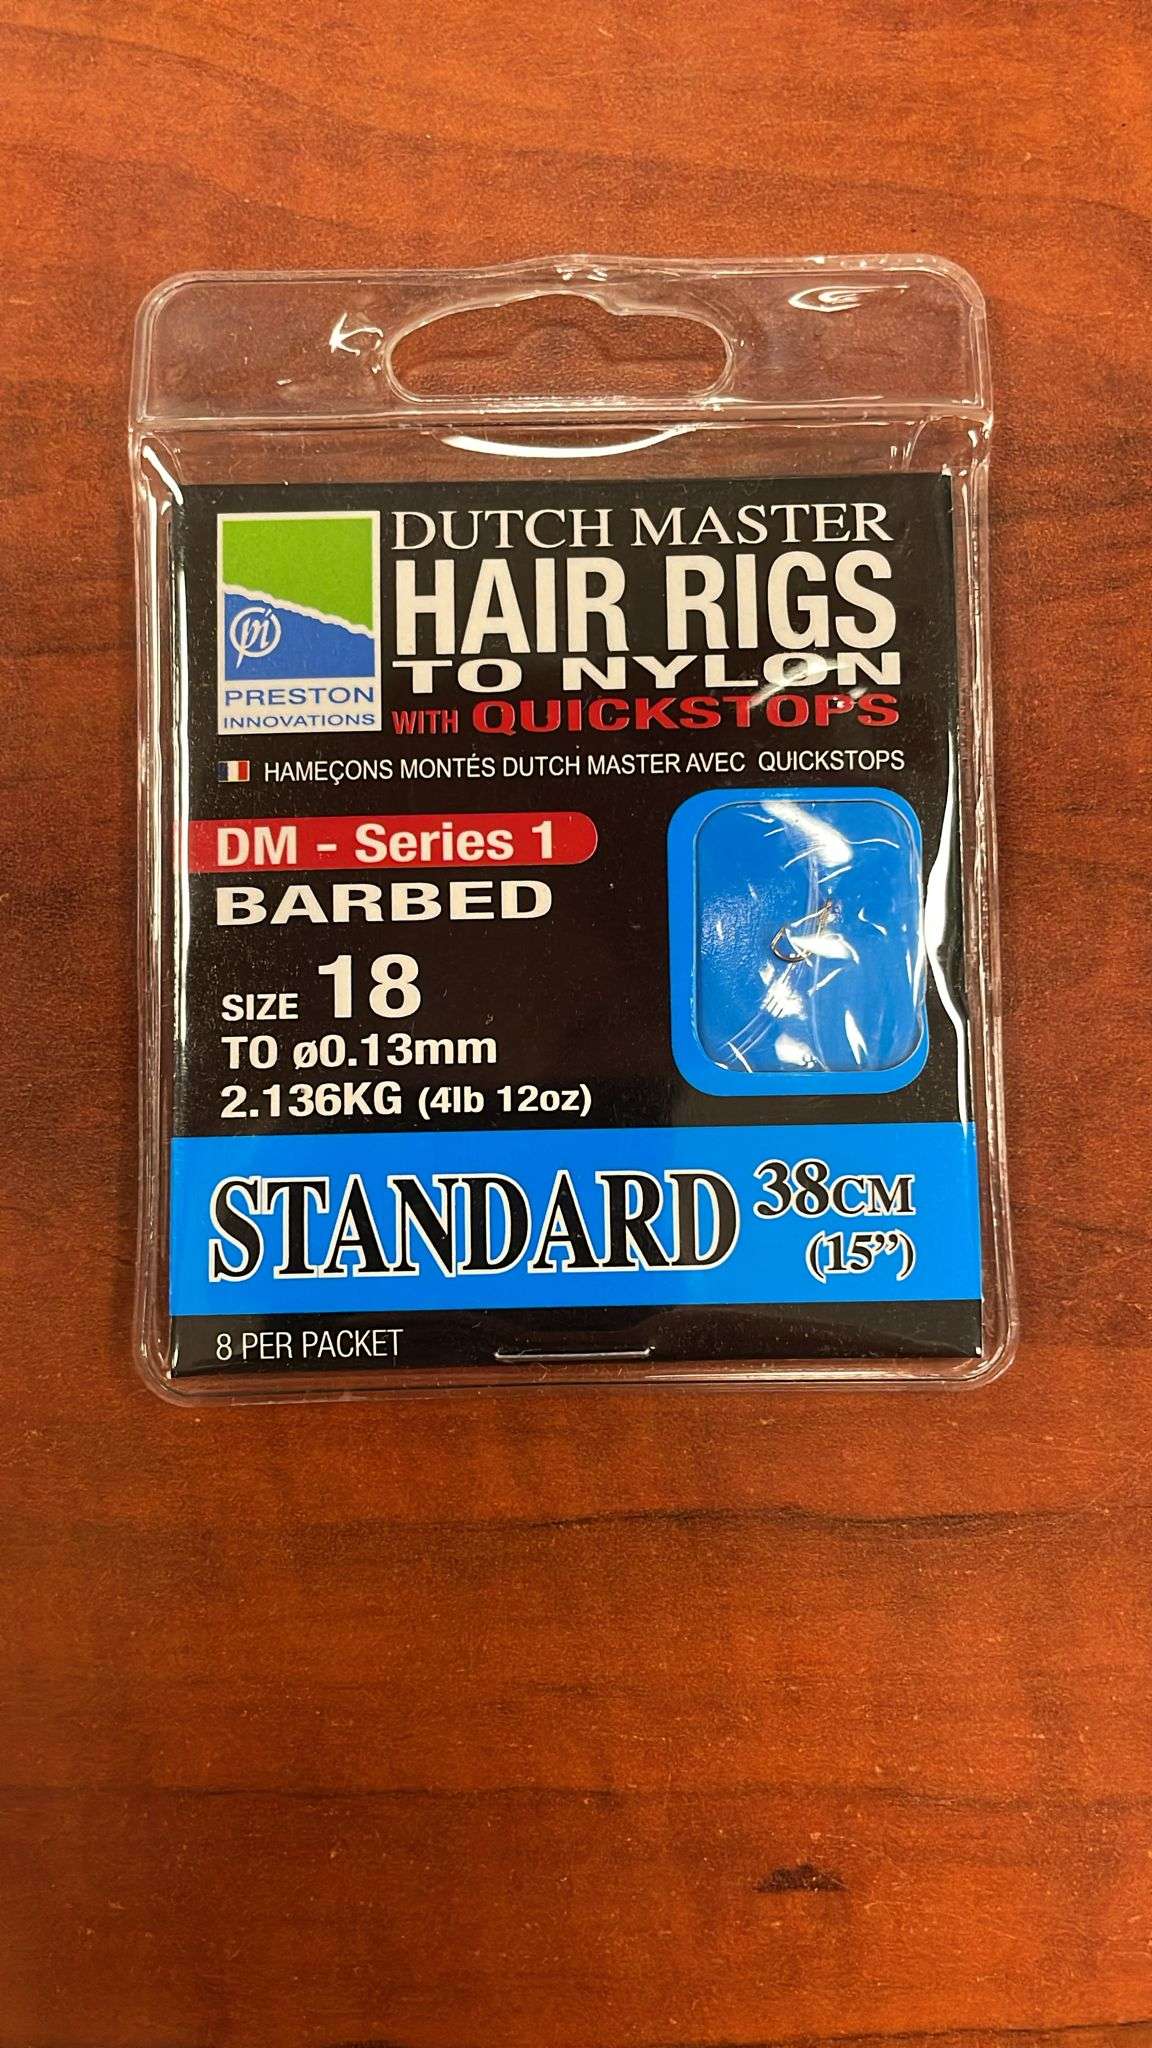 DUTCH MASTER
HAIR RIGS
TO NYLON
WITH QUICKSTOPS
pi
PRESTON
INNOVATIONS
HAMEÇONS MONTÉS DUTCH MASTER AVEC QUICKSTOPS
DM - Series 1
BARBED
SIZE 18
TO ø0.13mm
2.136KG (4lb 12oz)
STANDARD 38CM
(15”)
8 PER PACKET